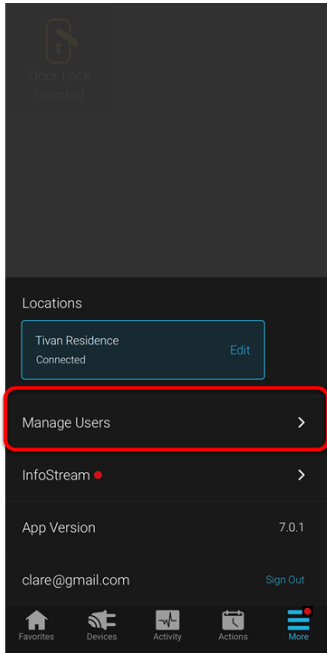 Door Lock
Unlocked
Locations
Tivan Residence
Connected
Edit
Manage Users
InfoStream
App Version
7.0.1
clare@gmail.com
Sign Out
Favorites
Devices
Activity
Actions
More